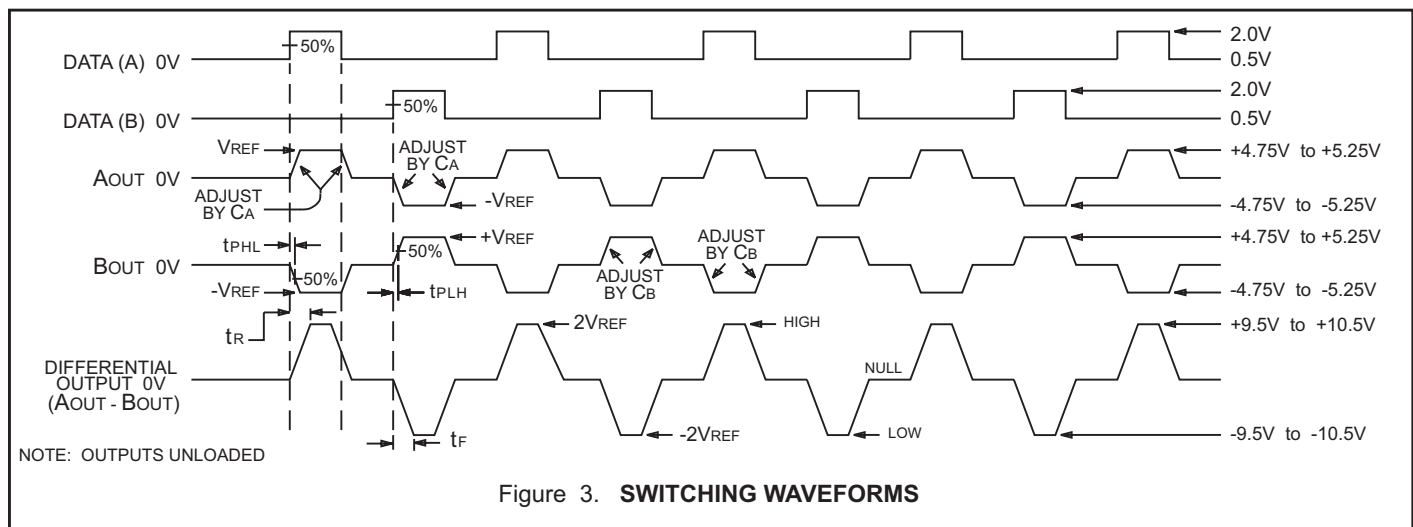 50%
DATA (A) 0V
2.0V
0.5V
50%
DATA (B) 0V
2.0V
0.5V
VREF
AOUT 0V
ADJUST
BY CA
ADJUST
BY CA
-VREF
+4.75V to +5.25V
-4.75V to -5.25V
tPHL
BOUT 0V
-VREF
50%
+VREF
50%
tPLH
ADJUST
BY CB
ADJUST
BY CB
+4.75V to +5.25V
-4.75V to -5.25V
tR
DIFFERENTIAL
OUTPUT 0V
(AOUT - BOUT)
2VREF
HIGH
NULL
+9.5V to +10.5V
tF
-2VREF
LOW
-9.5V to -10.5V
NOTE: OUTPUTS UNLOADED
Figure 3. SWITCHING WAVEFORMS